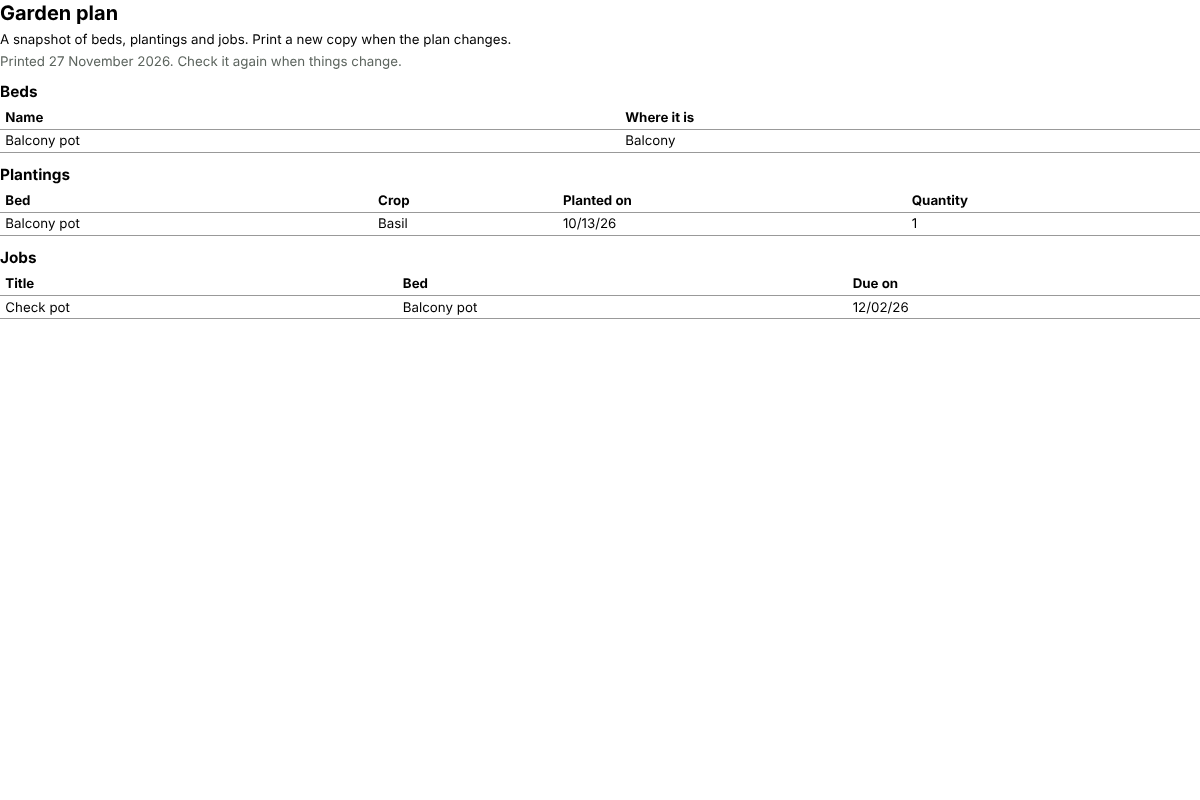 Garden plan
A snapshot of beds, plantings and jobs. Print a new copy when the plan changes.
Printed 27 November 2026. Check it again when things change.
Beds
Name Where it is
Balcony pot Balcony
Plantings
Bed Crop Planted on Quantity
Balcony pot Basil 10/13/26 1
Jobs
Title Bed Due on
Check pot Balcony pot 12/02/26